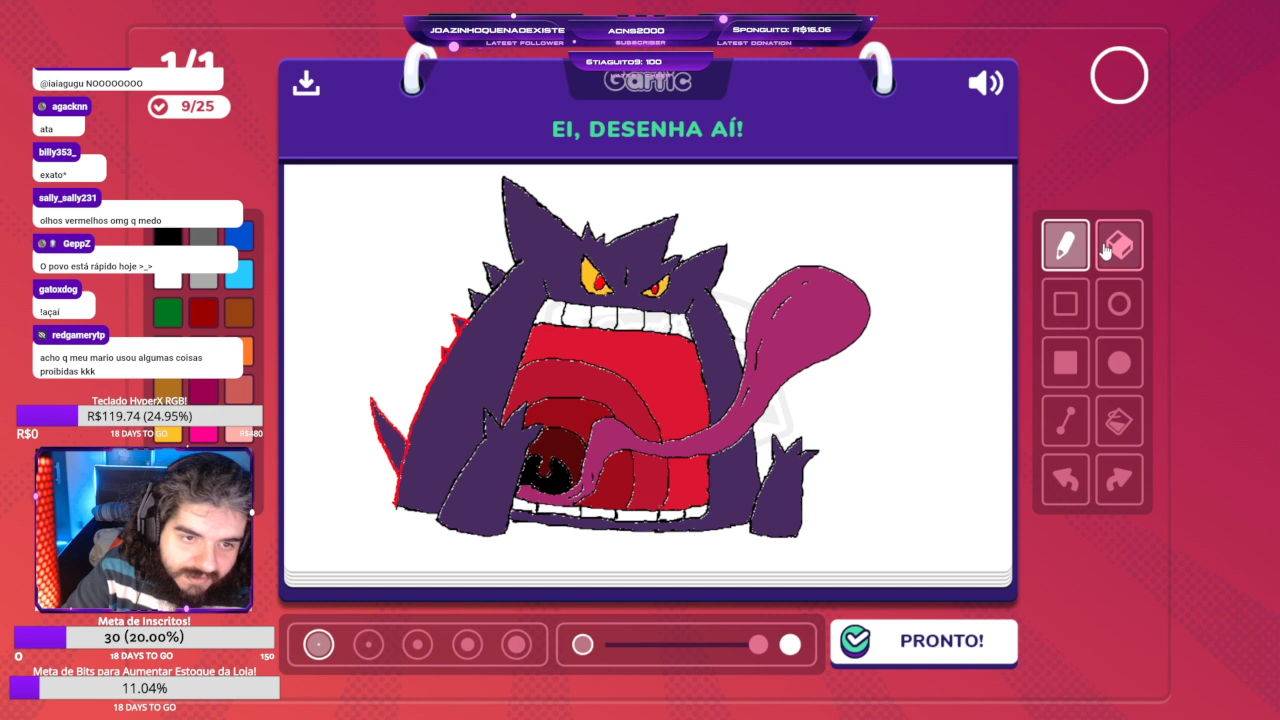 JOAZINHOQUENADEXISTE
LATEST FOLLOWER
ACNS2000
SUBSCRIBER
SPONGUITO: R$16.06
LATEST DONATION
6TIAGUITO9: 100
Gartic
1/1
9/25
EI, DESENHA AÍ!
@iaiagugu NOOOOOOOO
agacknn
ata
billy353_
exato*
sally_sally231
olhos vermelhos omg q medo
GeppZ
O povo está rápido hoje >_>
gatoxdog
!açaí
redgamerytp
acho q meu mario usou algumas coisas
proibidas kkk
Teclado HyperX RGB!
R$119.74 (24.95%)
R$0
18 DAYS TO GO
R$480
Meta de Inscritos!
30 (20.00%)
0
18 DAYS TO GO
150
Meta de Bits para Aumentar Estoque da Loja!
11.04%
18 DAYS TO GO
PRONTO!